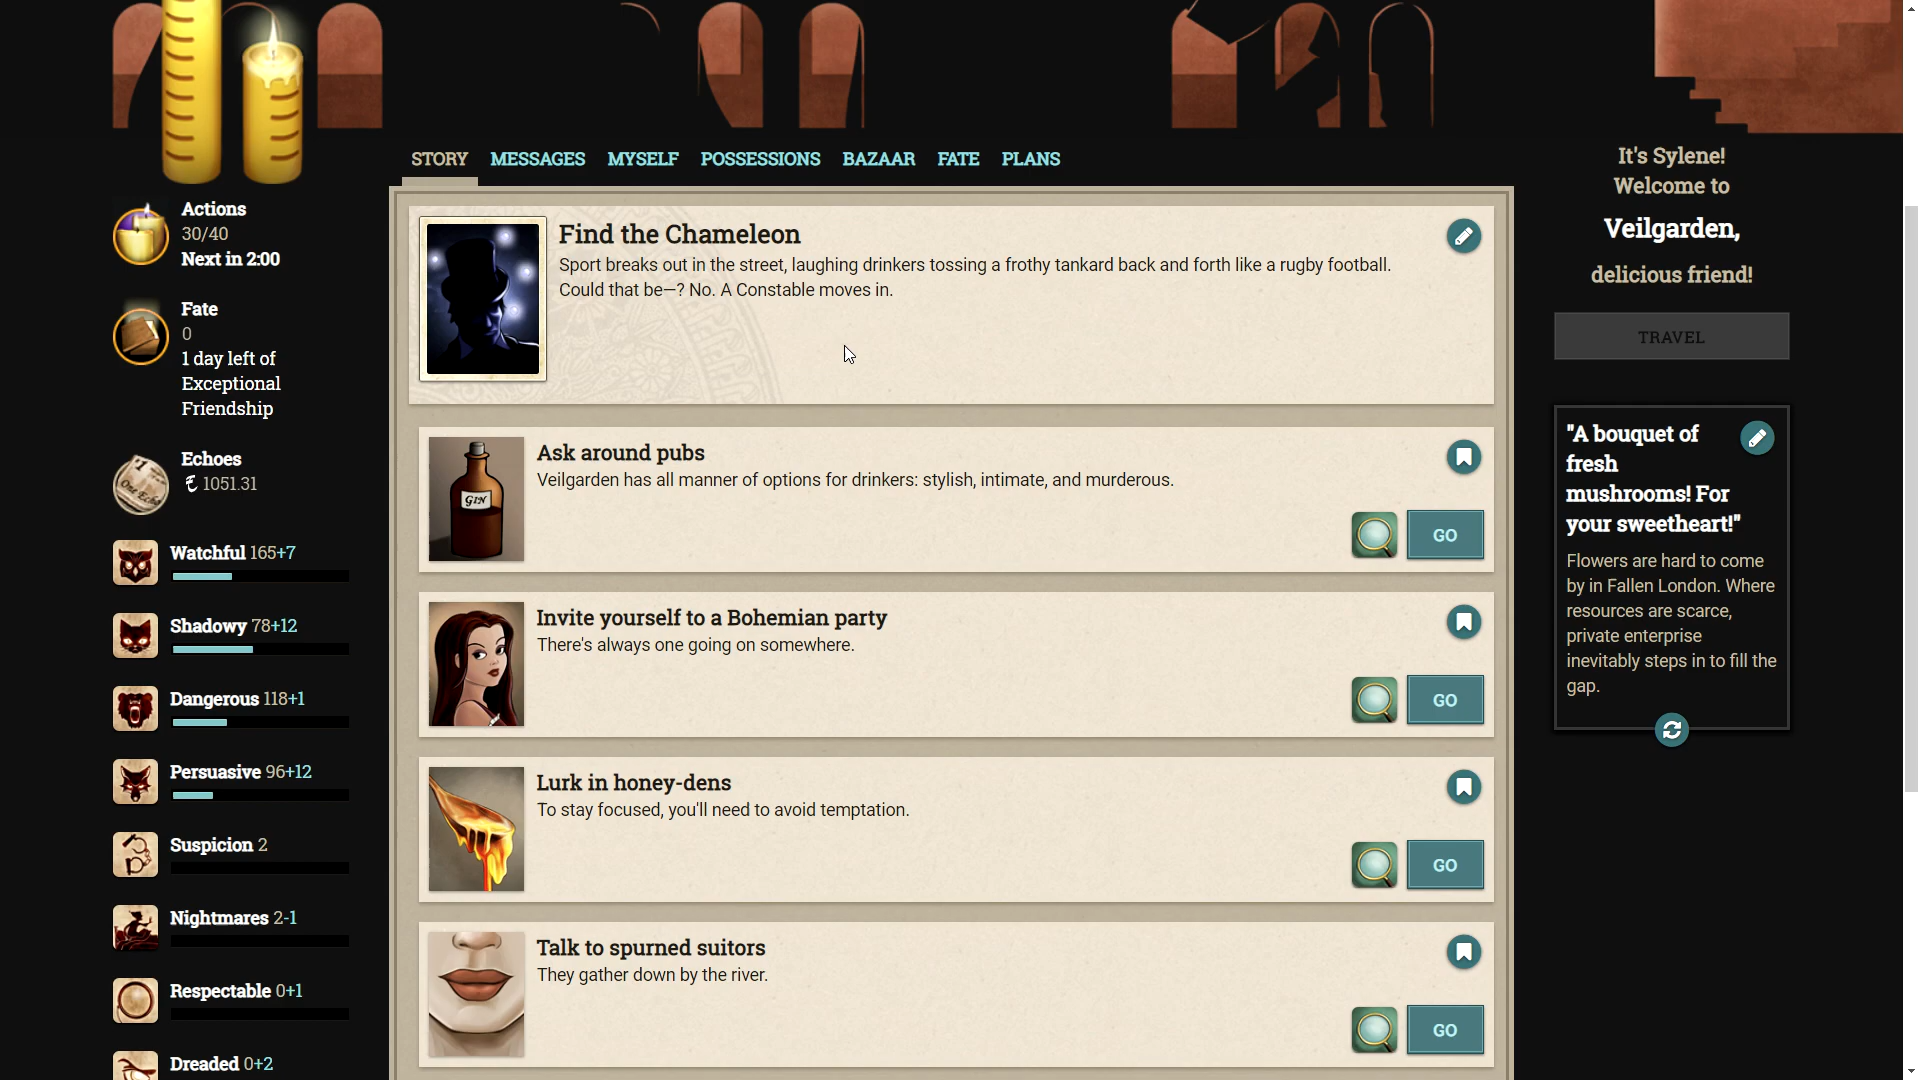 STORY
MESSAGES
MYSELF
POSSESSIONS
BAZAAR
FATE
PLANS
Actions
30/40
Next in 2:00
Fate
0
1 day left of
Exceptional
Friendship
Echoes
1051.31
Watchful 165+7
Shadowy 78+12
Dangerous 118+1
Persuasive 96+12
Suspicion 2
Nightmares 2-1
Respectable 0+1
Dreaded 0+2
Find the Chameleon
Sport breaks out in the street, laughing drinkers tossing a frothy tankard back and forth like a rugby football.
Could that be—? No. A Constable moves in.
GIN
Ask around pubs
Veilgarden has all manner of options for drinkers: stylish, intimate, and murderous.
GO
Invite yourself to a Bohemian party
There's always one going on somewhere.
GO
Lurk in honey-dens
To stay focused, you'll need to avoid temptation.
GO
Talk to spurned suitors
They gather down by the river.
GO
It's Sylene!
Welcome to
Veilgarden,
delicious friend!
TRAVEL
"A bouquet of
fresh
mushrooms! For
your sweetheart!"
Flowers are hard to come
by in Fallen London. Where
resources are scarce,
private enterprise
inevitably steps in to fill the
gap.